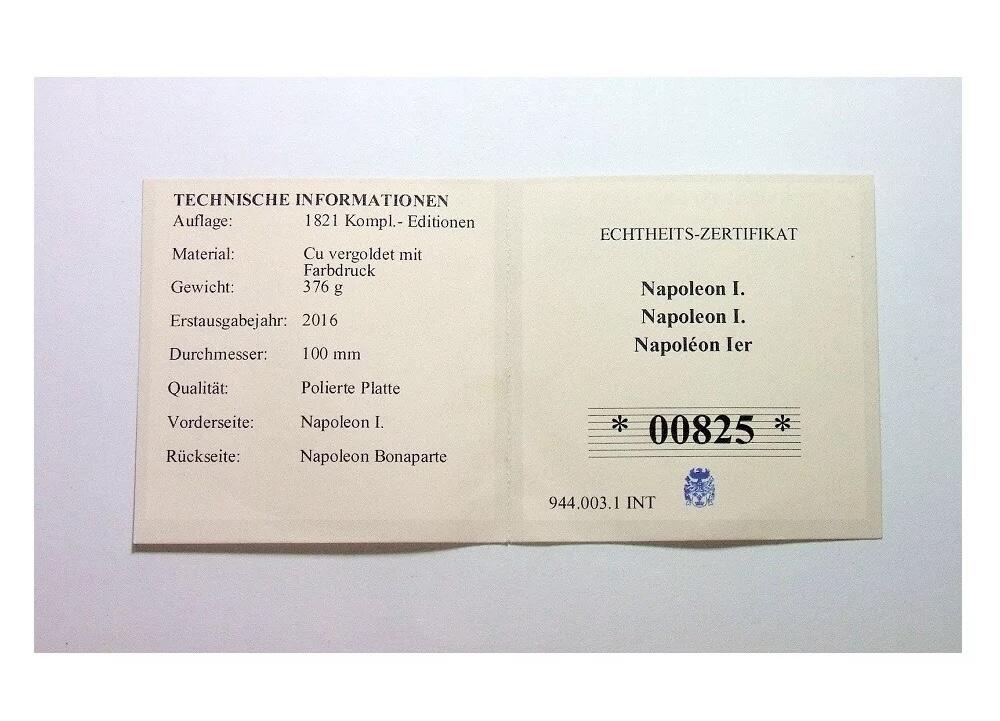 TECHNISCHE INFORMATIONEN
Auflage: 1821 Kompl.- Editionen
Material: Cu vergoldet mit
Farbdruck
Gewicht: 376 g
Erstausgabejahr: 2016
Durchmesser: 100 mm
Qualität: Polierte Platte
Vorderseite: Napoleon I.
Rückseite: Napoleon Bonaparte
ECHTHEITS-ZERTIFIKAT
Napoleon I.
Napoleon I.
Napoléon Ier
* 00825 *
944.003.1 INT